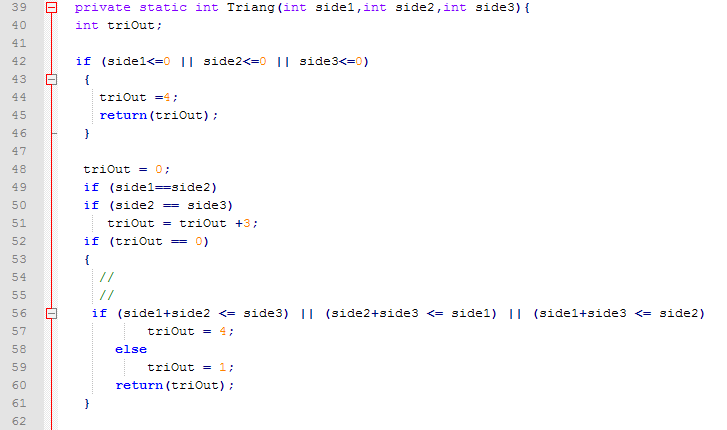 39 private static int Triang(int side1,int side2,int side3){
40 int triOut;
41
42 if (side1<=0 || side2<=0 || side3<=0)
43 {
44 triOut =4;
45 return(triOut);
46 }
47
48 triOut = 0;
49 if (side1==side2)
50 if (side2 == side3)
51 triOut = triOut +3;
52 if (triOut == 0)
53 {
54 //
55 //
56 if (side1+side2 <= side3) || (side2+side3 <= side1) || (side1+side3 <= side2)
57 triOut = 4;
58 else
59 triOut = 1;
60 return(triOut);
61 }
62